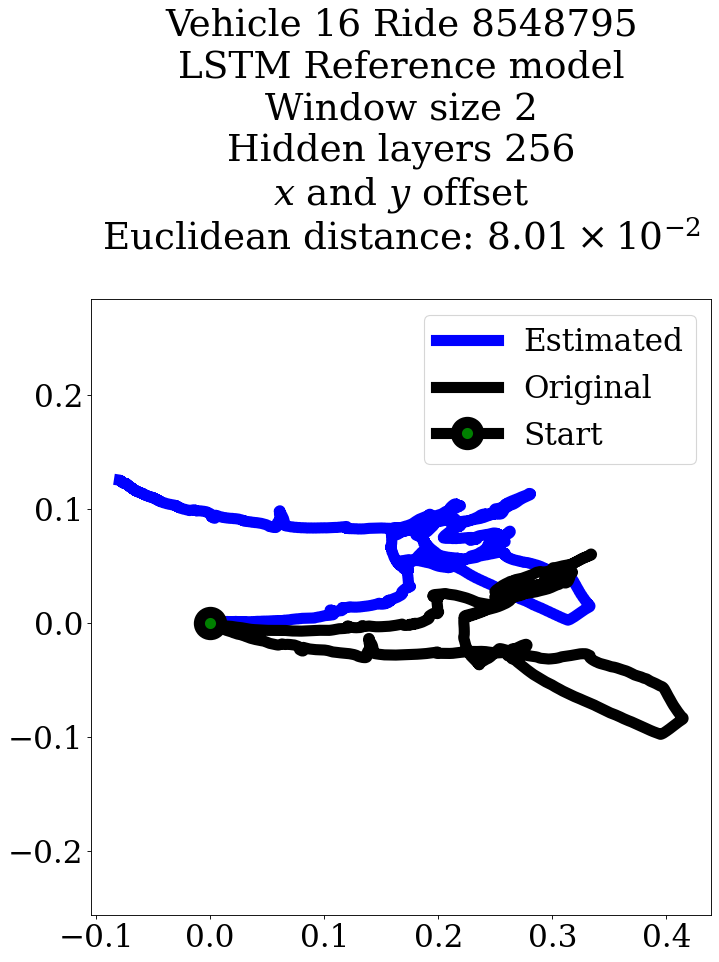 Vehicle 16 Ride 8548795
LSTM Reference model
Window size 2
Hidden layers 256
x and y offset
Euclidean distance: 8.01 × 10⁻²
Estimated
Original
Start
0.2
0.1
0.0
−0.1
−0.2
−0.1 0.0 0.1 0.2 0.3 0.4